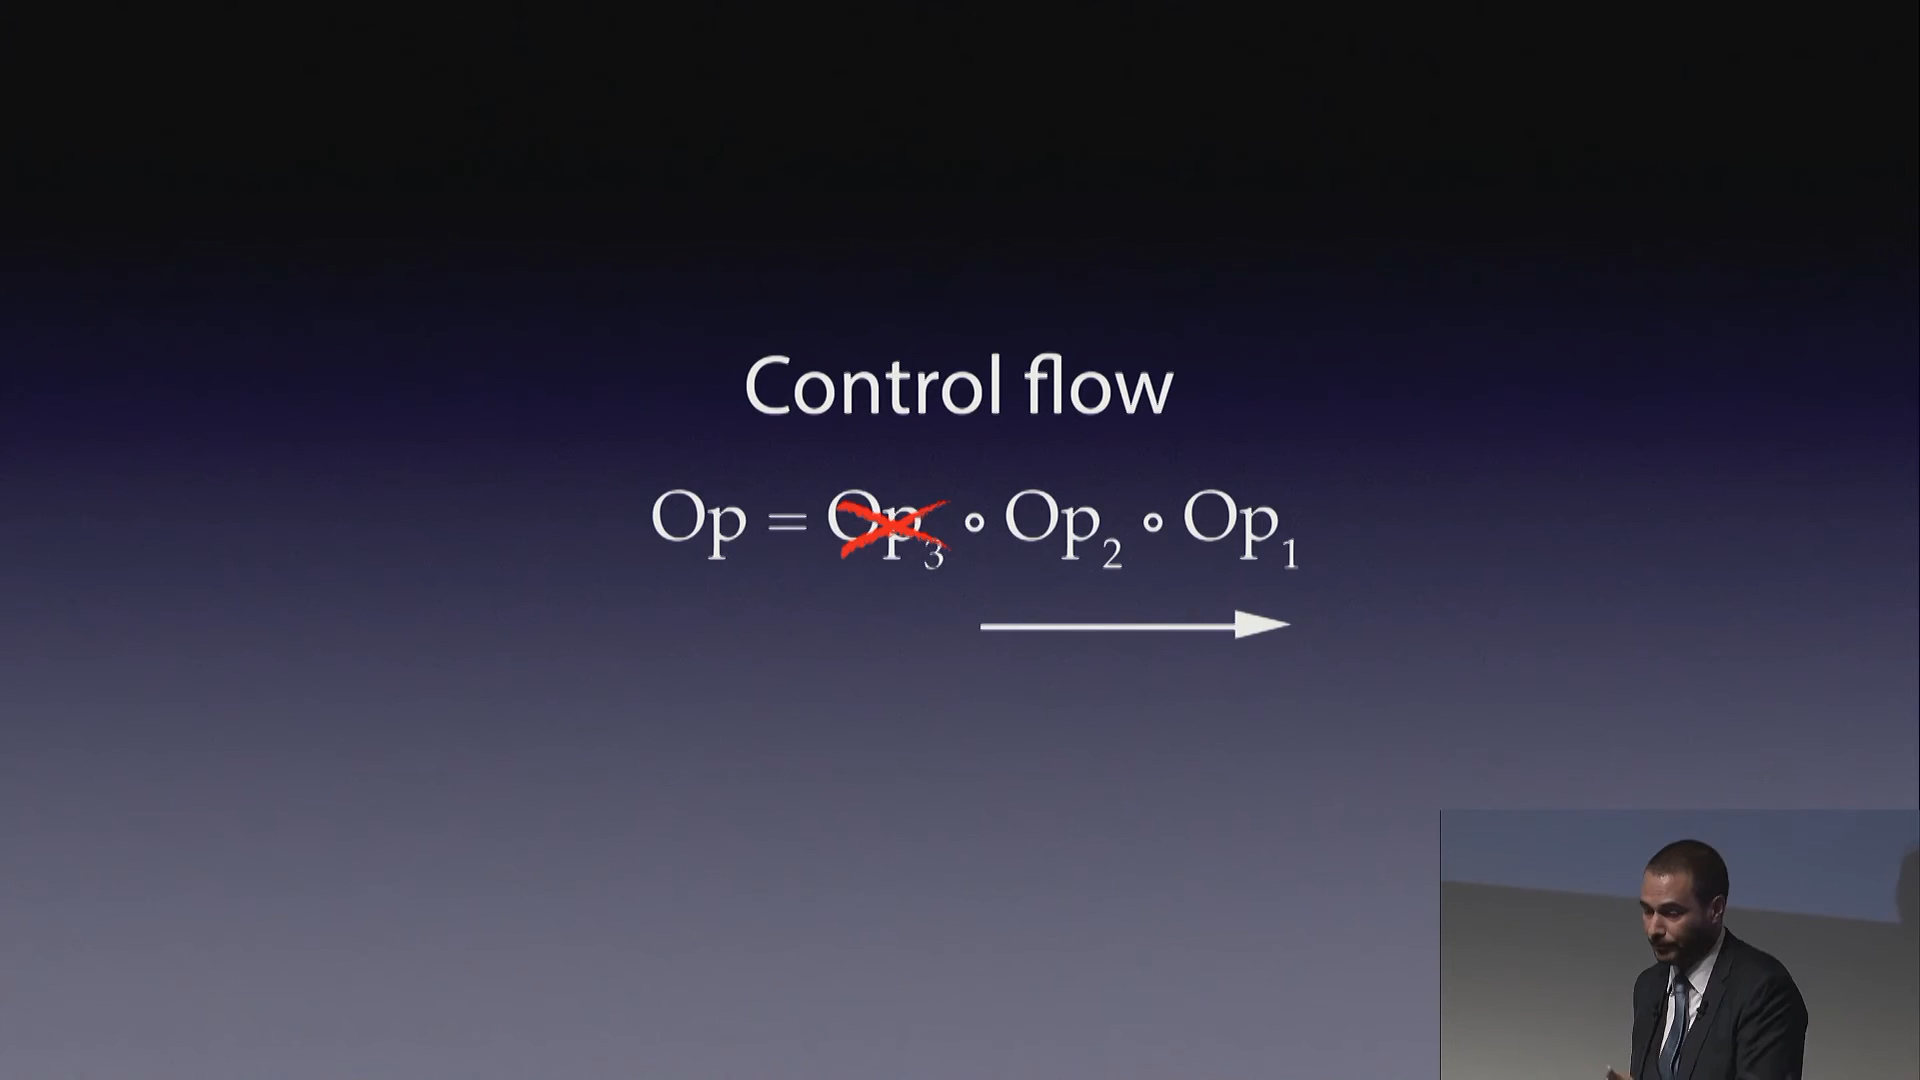 Control flow
Op = Op₃ ∘ Op₂ ∘ Op₁